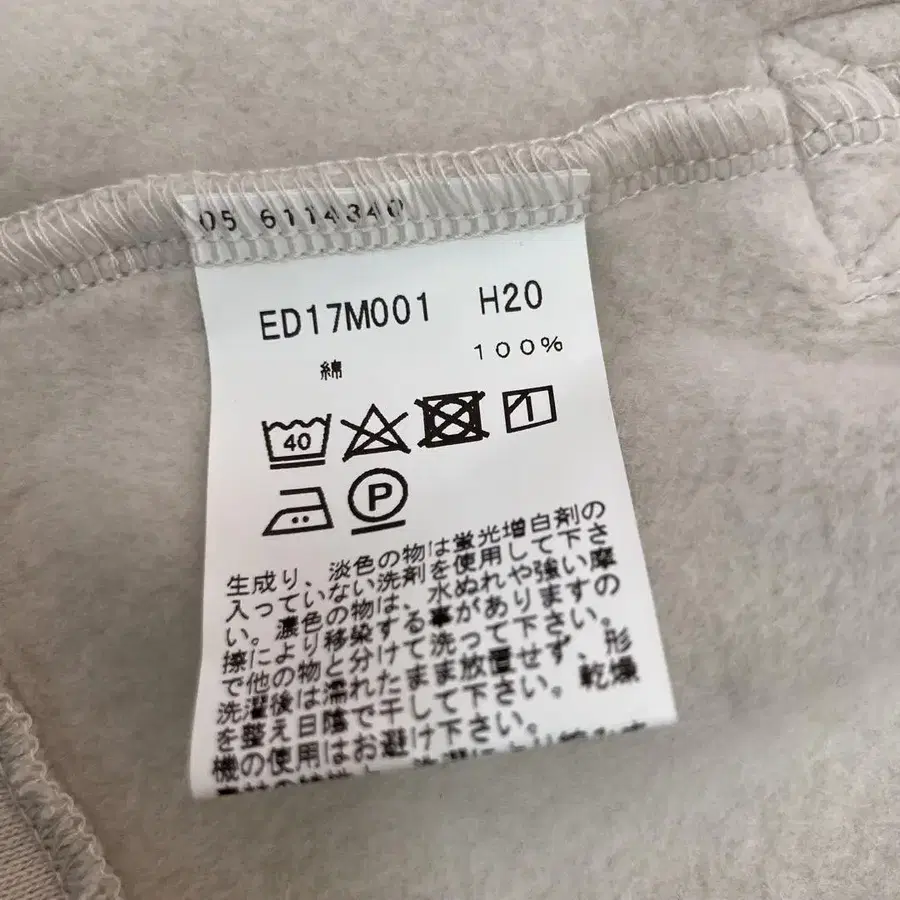 05 6114340
ED17M001 H20
綿 100%
40
P
生成り、淡色の物は蛍光増白剤の
入っていない洗剤を使用して下さ
い。濃色の物は、水ぬれや強い摩
擦により移染する事がありますの
で他の物と分けて洗って下さい。
洗濯後は濡れたまま放置せず、形
を整え日陰で干して下さい。乾燥
機の使用はお避け下さい。